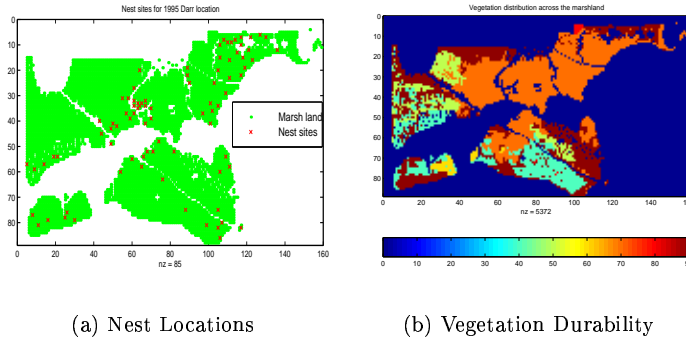 Nest sites for 1995 Darr location
0
10
20
30
40
50
60
70
80
0 20 40 60 80 100 120 140 160
nz = 85
Marsh land
Nest sites
(a) Nest Locations
Vegetation distribution across the marshland
0
10
20
30
40
50
60
70
80
0 20 40 60 80 100 120 140
nz = 5372
0 10 20 30 40 50 60 70 80
(b) Vegetation Durability